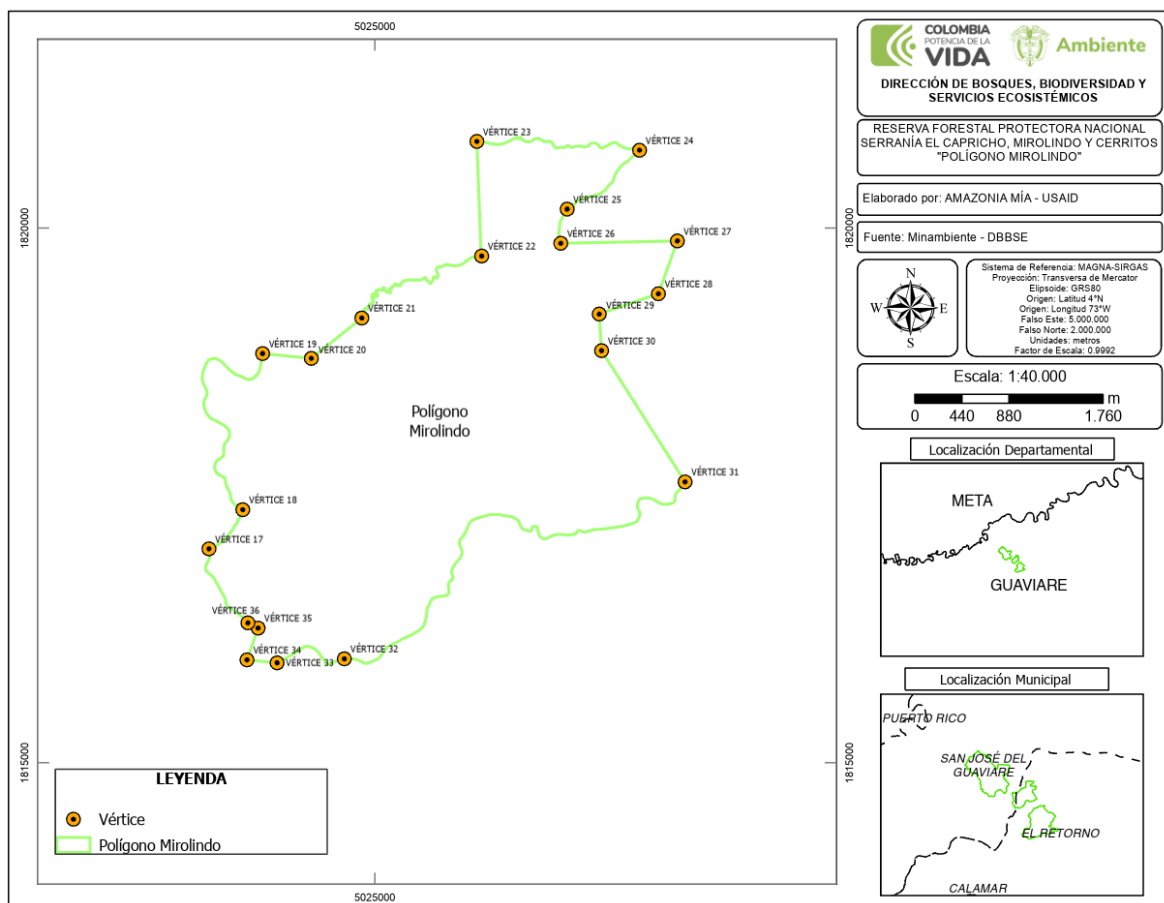 5025000
1820000
1815000
VÉRTICE 23
VÉRTICE 24
VÉRTICE 25
VÉRTICE 26
VÉRTICE 27
VÉRTICE 22
VÉRTICE 28
VÉRTICE 29
VÉRTICE 21
VÉRTICE 30
VÉRTICE 19
VÉRTICE 20
Polígono
Mirolindo
VÉRTICE 31
VÉRTICE 18
VÉRTICE 17
VÉRTICE 36
VÉRTICE 35
VÉRTICE 34
VÉRTICE 33
VÉRTICE 32
LEYENDA
Vértice
Polígono Mirolindo
1820000
1815000
5025000
COLOMBIA
POTENCIA DE LA
VIDA
Ambiente
DIRECCIÓN DE BOSQUES, BIODIVERSIDAD Y
SERVICIOS ECOSISTÉMICOS
RESERVA FORESTAL PROTECTORA NACIONAL
SERRANÍA EL CAPRICHO, MIROLINDO Y CERRITOS
"POLÍGONO MIROLINDO"
Elaborado por: AMAZONIA MÍA - USAID
Fuente: Minambiente - DBBSE
N
W E
S
Sistema de Referencia: MAGNA-SIRGAS
Proyección: Transversa de Mercator
Elipsoide: GRS80
Origen: Latitud 4°N
Origen: Longitud 73°W
Falso Este: 5.000.000
Falso Norte: 2.000.000
Unidades: metros
Factor de Escala: 0.9992
Escala: 1:40.000
m
0 440 880 1.760
Localización Departamental
META
GUAVIARE
Localización Municipal
PUERTO RICO
SAN JOSÉ DEL
GUAVIARE
EL RETORNO
CALAMAR